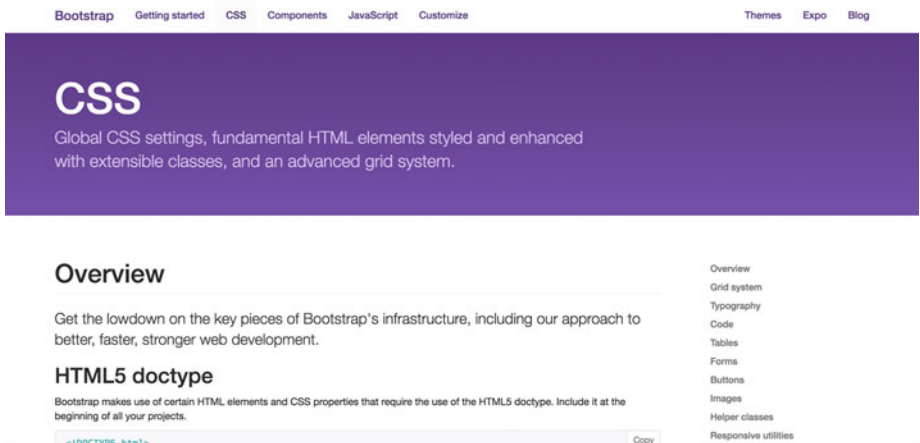 Bootstrap Getting started CSS Components JavaScript Customize Themes Expo Blog
CSS
Global CSS settings, fundamental HTML elements styled and enhanced
with extensible classes, and an advanced grid system.
Overview
Get the lowdown on the key pieces of Bootstrap's infrastructure, including our approach to
better, faster, stronger web development.
HTML5 doctype
Bootstrap makes use of certain HTML elements and CSS properties that require the use of the HTML5 doctype. Include it at the
beginning of all your projects.
<!DOCTYPE html>
Copy
Overview
Grid system
Typography
Code
Tables
Forms
Buttons
Images
Helper classes
Responsive utilities